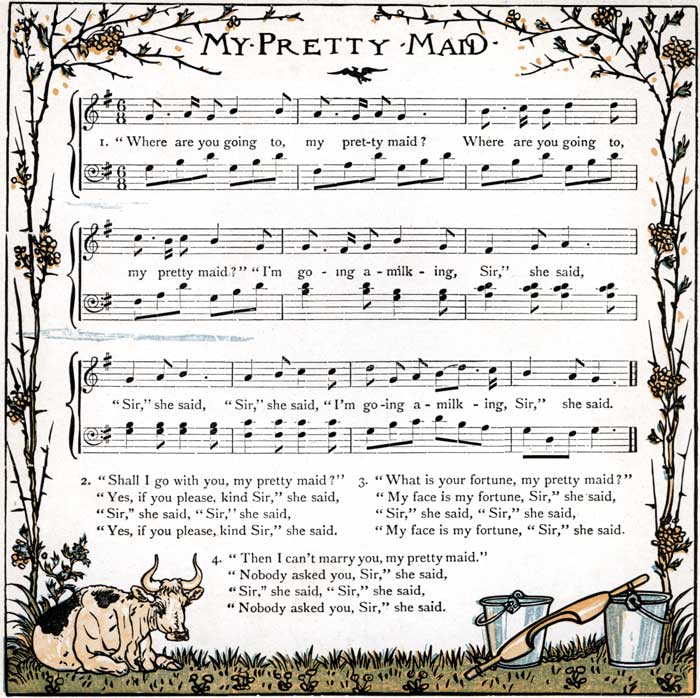 MY · PRETTY · MAID ·
1. “Where are you going to, my pret-ty maid? Where are you going to,
my pretty maid?” “I'm go - ing a-milk - ing, Sir,” she said,
“Sir,” she said, “Sir,” she said, “I'm go-ing a - milk - ing, Sir,” she said.
2. “Shall I go with you, my pretty maid?”
“Yes, if you please, kind Sir,” she said,
“Sir,” she said, “Sir,” she said,
“Yes, if you please, kind Sir,” she said.
3. “What is your fortune, my pretty maid?”
“My face is my fortune, Sir,” she said,
“Sir,” she said, “Sir,” she said,
“My face is my fortune, “Sir,” she said.
4. “Then I can't marry you, my pretty maid.”
“Nobody asked you, Sir,” she said,
“Sir,” she said, “Sir,” she said,
“Nobody asked you, Sir,” she said.